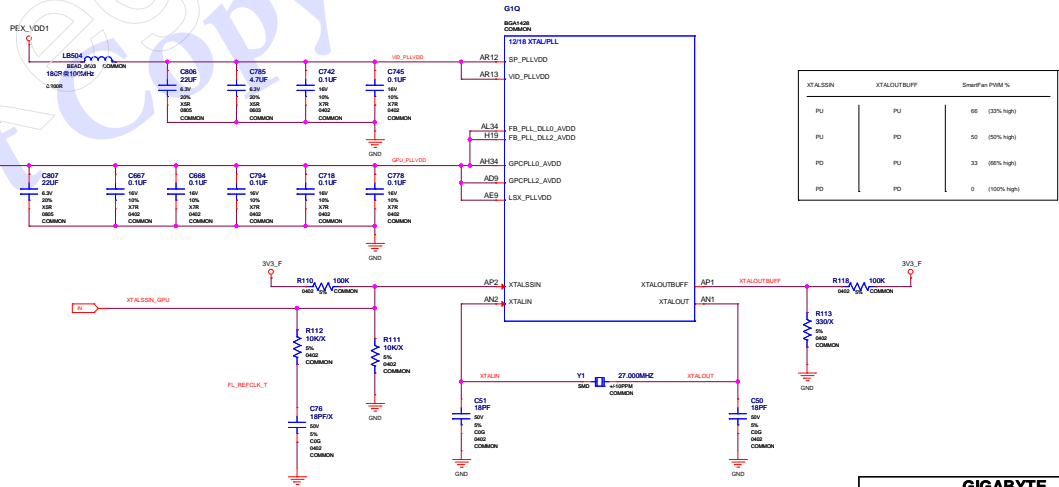 G1Q
BGA1428
COMMON
12/18 XTAL/PLL
PEX_VDD1
LB504
BEAD_0603 COMMON
VID_PLLVDD
AR12 SP_PLLVDD
AR13 VID_PLLVDD
C806
22UF
6.3V
20%
X5R
0805
COMMON
C785
4.7UF
6.3V
20%
X5R
0603
COMMON
C742
0.1UF
16V
10%
X7R
0402
COMMON
C745
0.1UF
16V
10%
X7R
0402
COMMON
GND
AL34 FB_PLL_DLL0_AVDD
H19 FB_PLL_DLL2_AVDD
GPU_PLLVDD
AH34 GPCPLL0_AVDD
AD9 GPCPLL2_AVDD
AE9 LSX_PLLVDD
C807
22UF
6.3V
20%
X5R
0805
COMMON
C667
0.1UF
16V
10%
X7R
0402
COMMON
C668
0.1UF
16V
10%
X7R
0402
COMMON
C794
0.1UF
16V
10%
X7R
0402
COMMON
C718
0.1UF
16V
10%
X7R
0402
COMMON
C778
0.1UF
16V
10%
X7R
0402
COMMON
GND
XTALSSIN XTALOUTBUFF SmartFan PWM %
PU PU 66 (33% high)
PU PD 50 (50% high)
PD PU 33 (66% high)
PD PD 0 (100% high)
3V3_F
R110 100K
0402 5% COMMON
AP2 XTALSSIN
AN2 XTALIN
XTALOUTBUFF AP1
XTALOUT AN1
XTALOUTBUFF
R118 100K
0402 5% COMMON
3V3_F
IN
XTALSSIN_GPU
R112
10K/X
5%
0402
COMMON
R111
10K/X
5%
0402
COMMON
GND
R113
330/X
5%
0402
COMMON
GND
FL_REFCLK_T
C76
18PF/X
50V
5%
C0G
0402
COMMON
XTALIN
Y1 27.000MHZ
SMD +/-10PPM
COMMON
XTALOUT
C51
18PF
50V
5%
C0G
0402
COMMON
GND
C50
18PF
50V
5%
C0G
0402
COMMON
GND
GIGABYTE
Copy